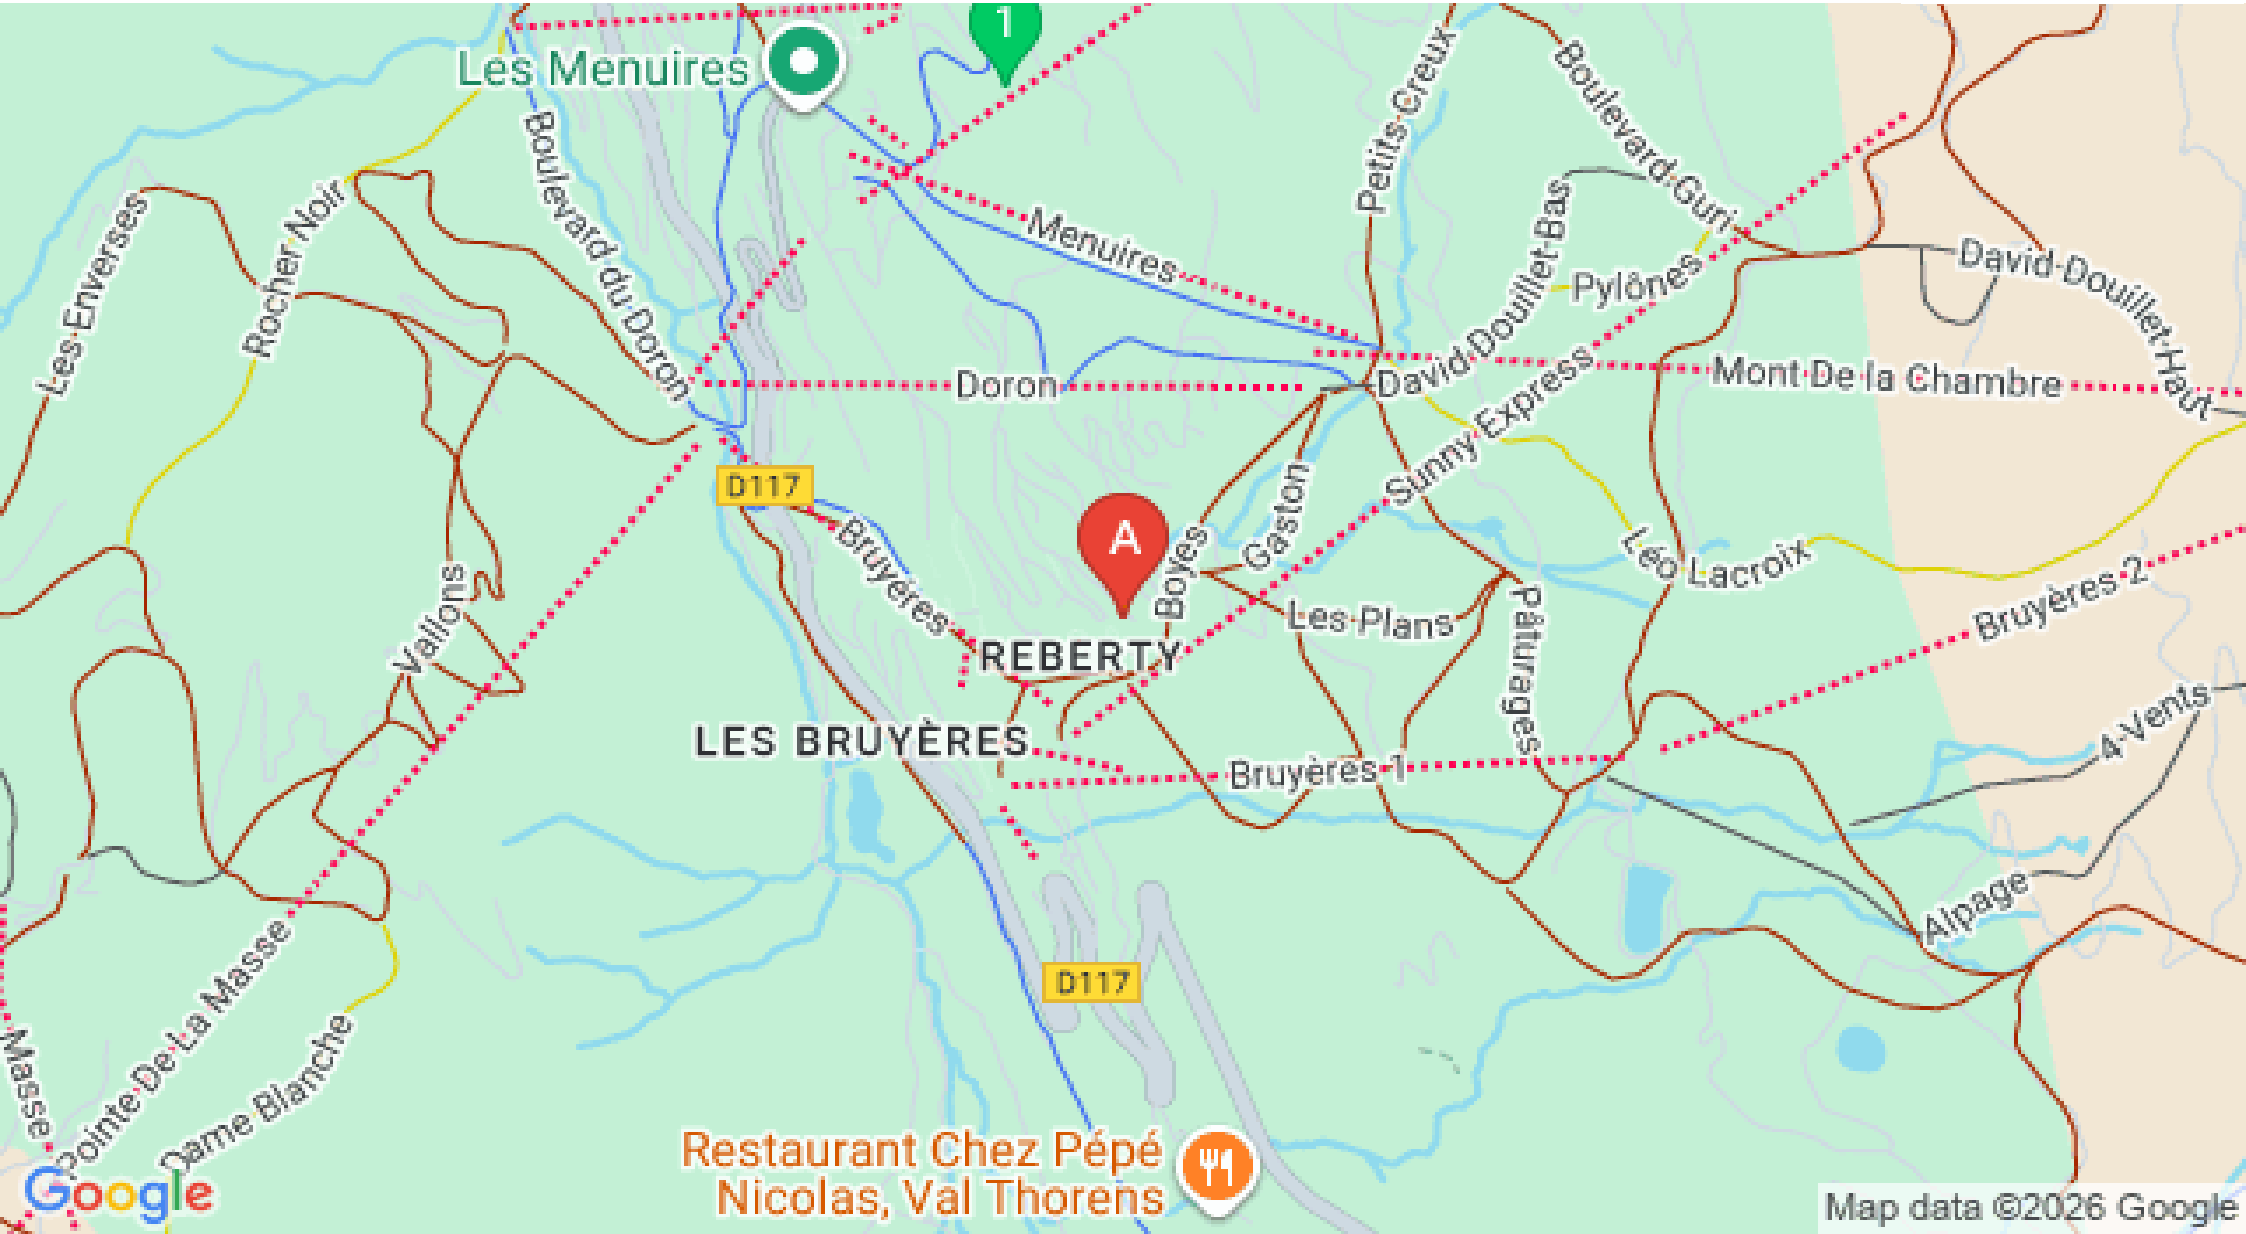 1
Les Menuires
Petits Creux
Boulevard Guri
Boulevard du Doron
Les Enverses
Rocher Noir
Menuires
David Douillet Bas
Pylônes
David Douillet Haut
Doron
Mont De la Chambre
Sunny Express
D117
Bruyères
A
Boyes
Gaston
Léo Lacroix
Les Plans
Bruyères 2
Vallons
REBERTY
Pâturages
LES BRUYÈRES
Bruyères 1
4 Vents
Alpage
Pointe De La Masse
D117
Masse
Dame Blanche
Restaurant Chez Pépé
Nicolas, Val Thorens
Google
Map data ©2026 Google